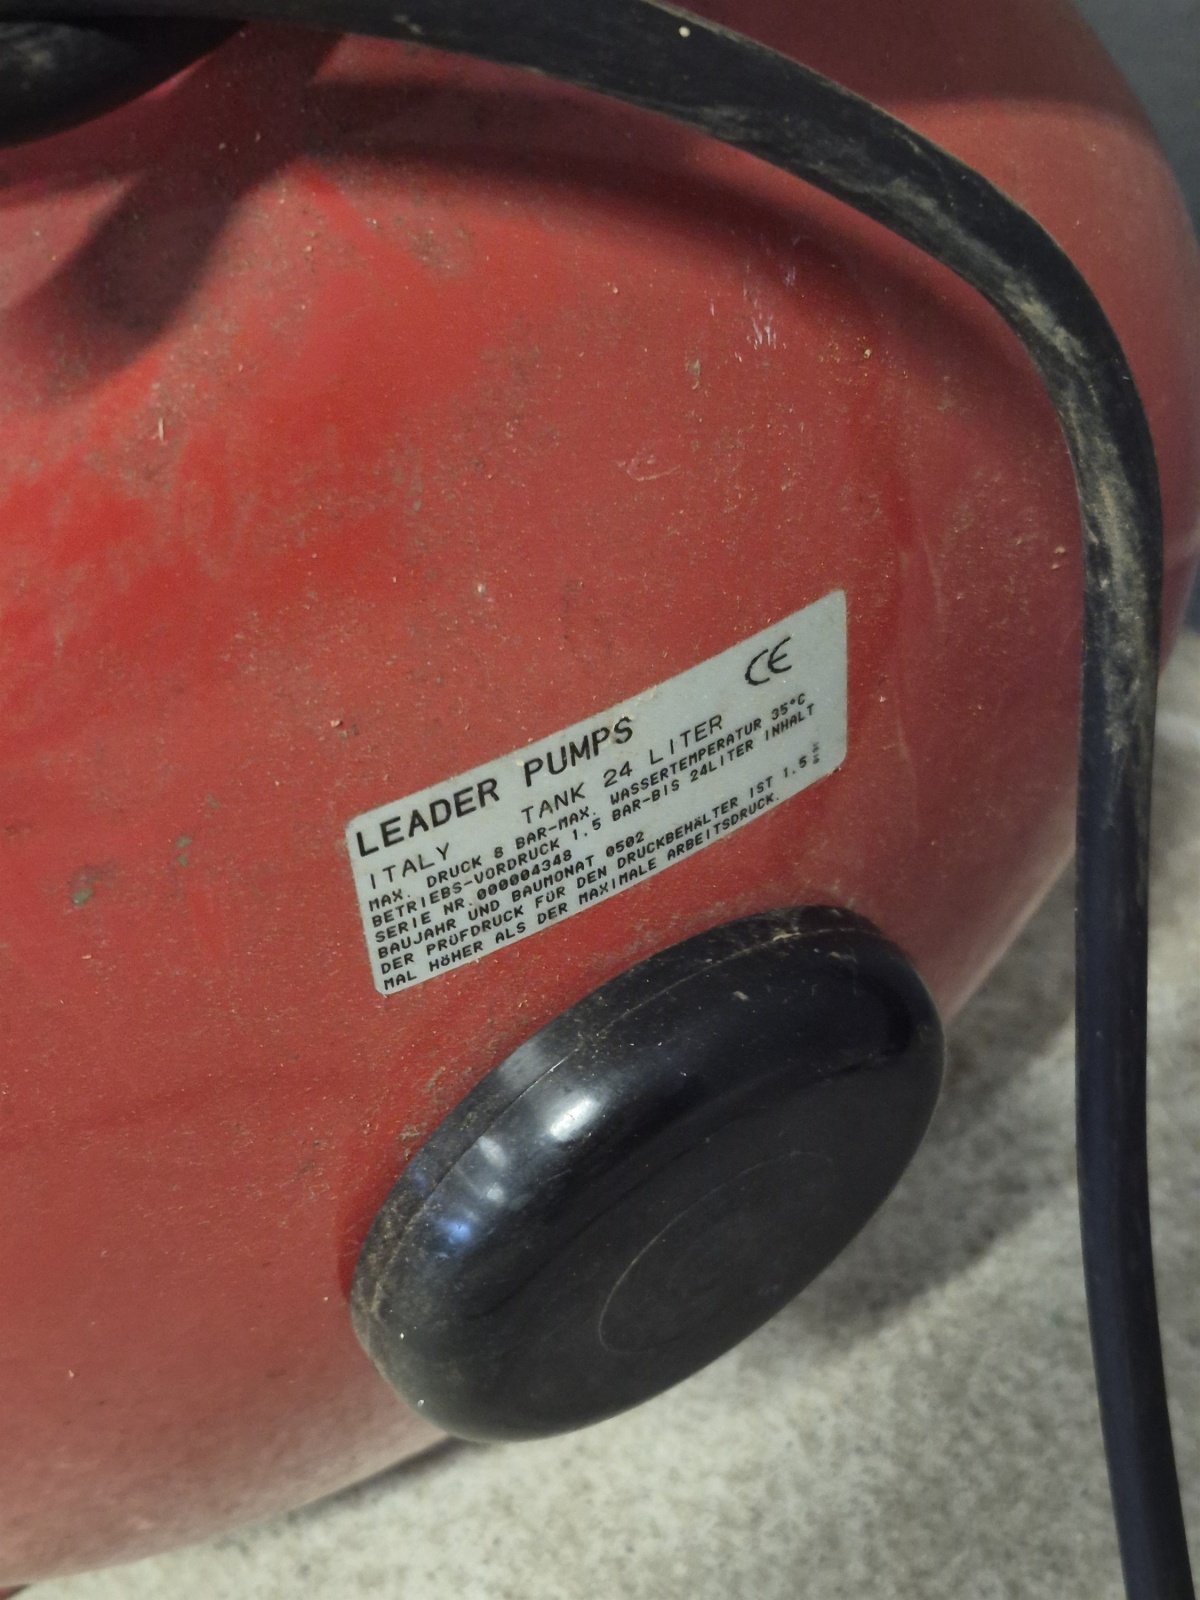 CE
LEADER PUMPS
ITALY TANK 24 LITER
MAX. DRUCK 8 BAR-MAX. WASSERTEMPERATUR 35°C
BETRIEBS-VORDRUCK 1.5 BAR-BIS 24LITER INHALT
SERIE NR.000004348
BAUJAHR UND BAUMONAT 0502
DER PRÜFDRUCK FÜR DEN DRUCKBEHÄLTER IST 1.5
MAL HÖHER ALS DER MAXIMALE ARBEITSDRUCK.